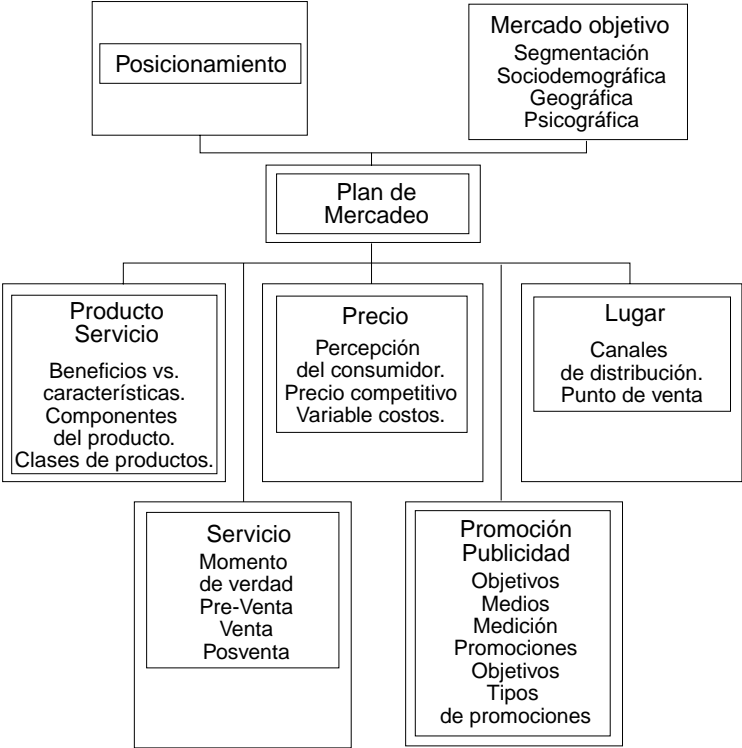 Posicionamiento
Mercado objetivo
Segmentación
Sociodemográfica
Geográfica
Psicográfica
Plan de
Mercadeo
Producto
Servicio
Beneficios vs.
características.
Componentes
del producto.
Clases de productos.
Precio
Percepción
del consumidor.
Precio competitivo
Variable costos.
Lugar
Canales
de distribución.
Punto de venta
Servicio
Momento
de verdad
Pre-Venta
Venta
Posventa
Promoción
Publicidad
Objetivos
Medios
Medición
Promociones
Objetivos
Tipos
de promociones